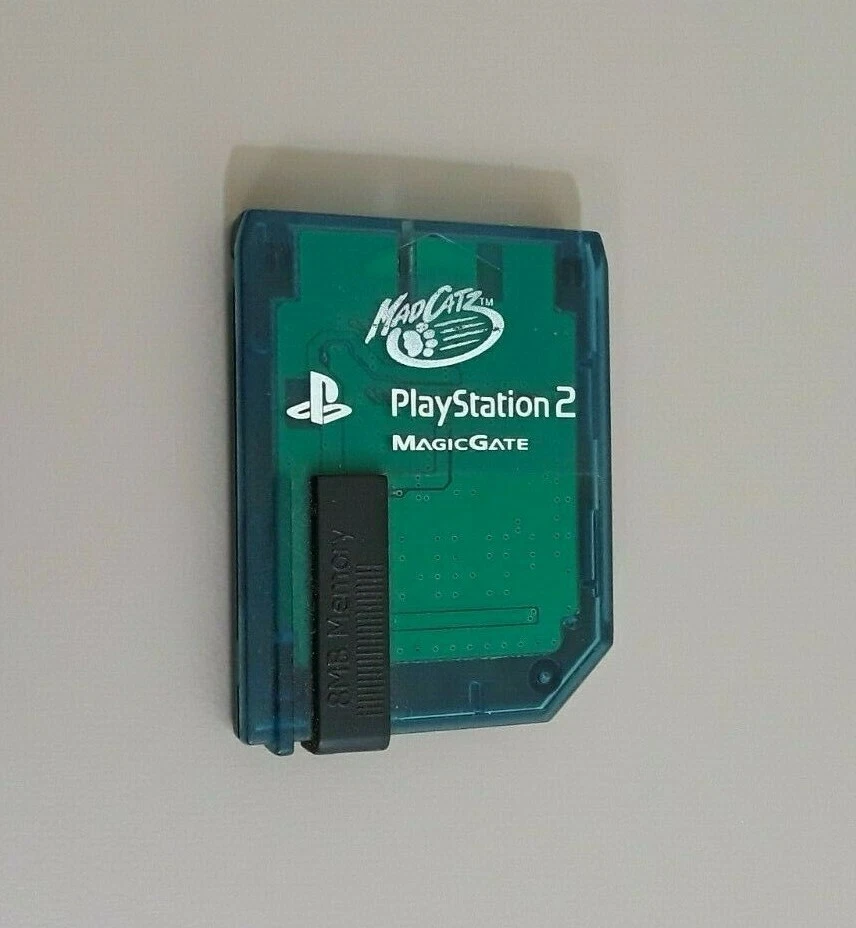 MADCATZ™
PlayStation 2
MAGICGATE
8MB Memory